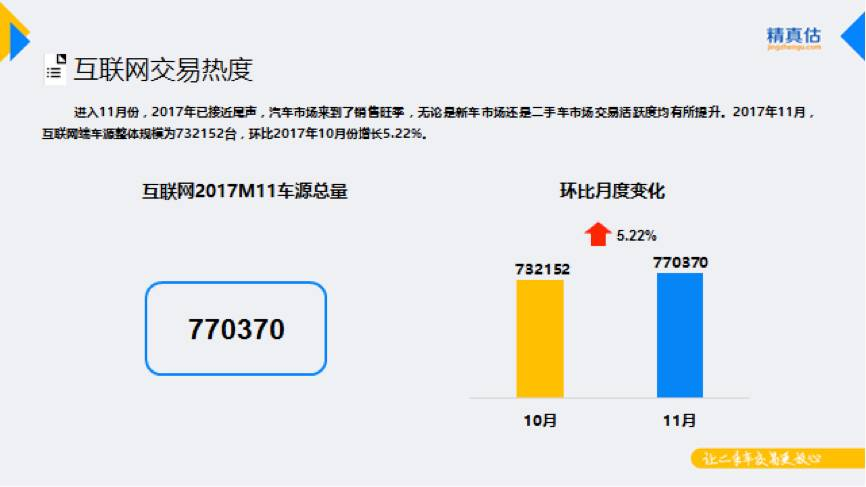 精真估
jingzhengu.com
互联网交易热度
进入11月份，2017年已接近尾声，汽车市场来到了销售旺季，无论是新车市场还是二手车市场交易活跃度均有所提升。2017年11月，
互联网端车源整体规模为732152台，环比2017年10月份增长5.22%。
互联网2017M11车源总量
环比月度变化
5.22%
732152
770370
770370
10月
11月
让二手车交易更放心